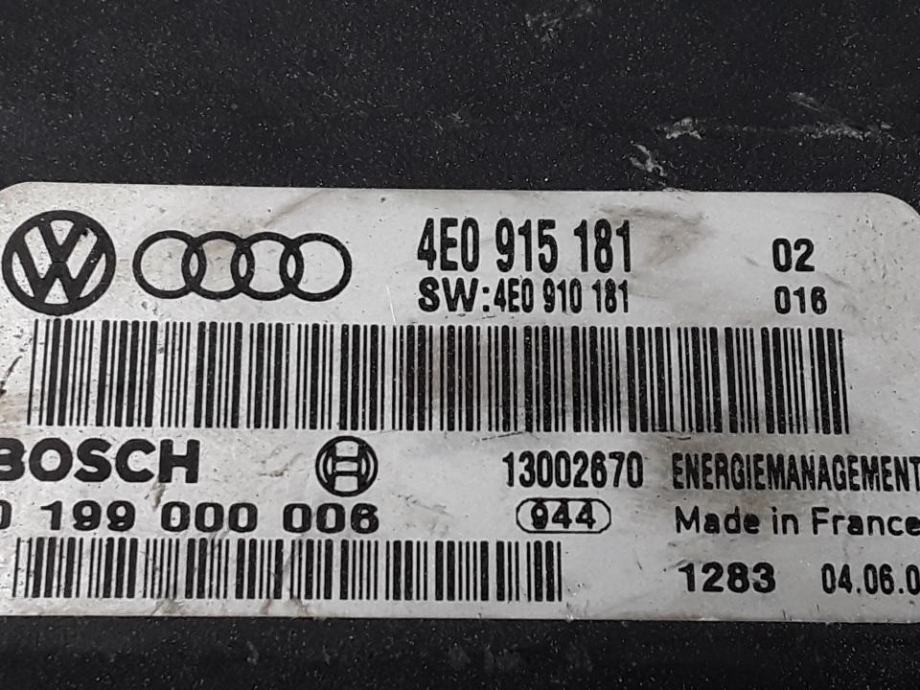 4E0 915 181 02
SW:4E0 910 181 016
BOSCH
13002670 ENERGIEMANAGEMENT
0 199 000 006 944 Made in France
1283 04.06.0